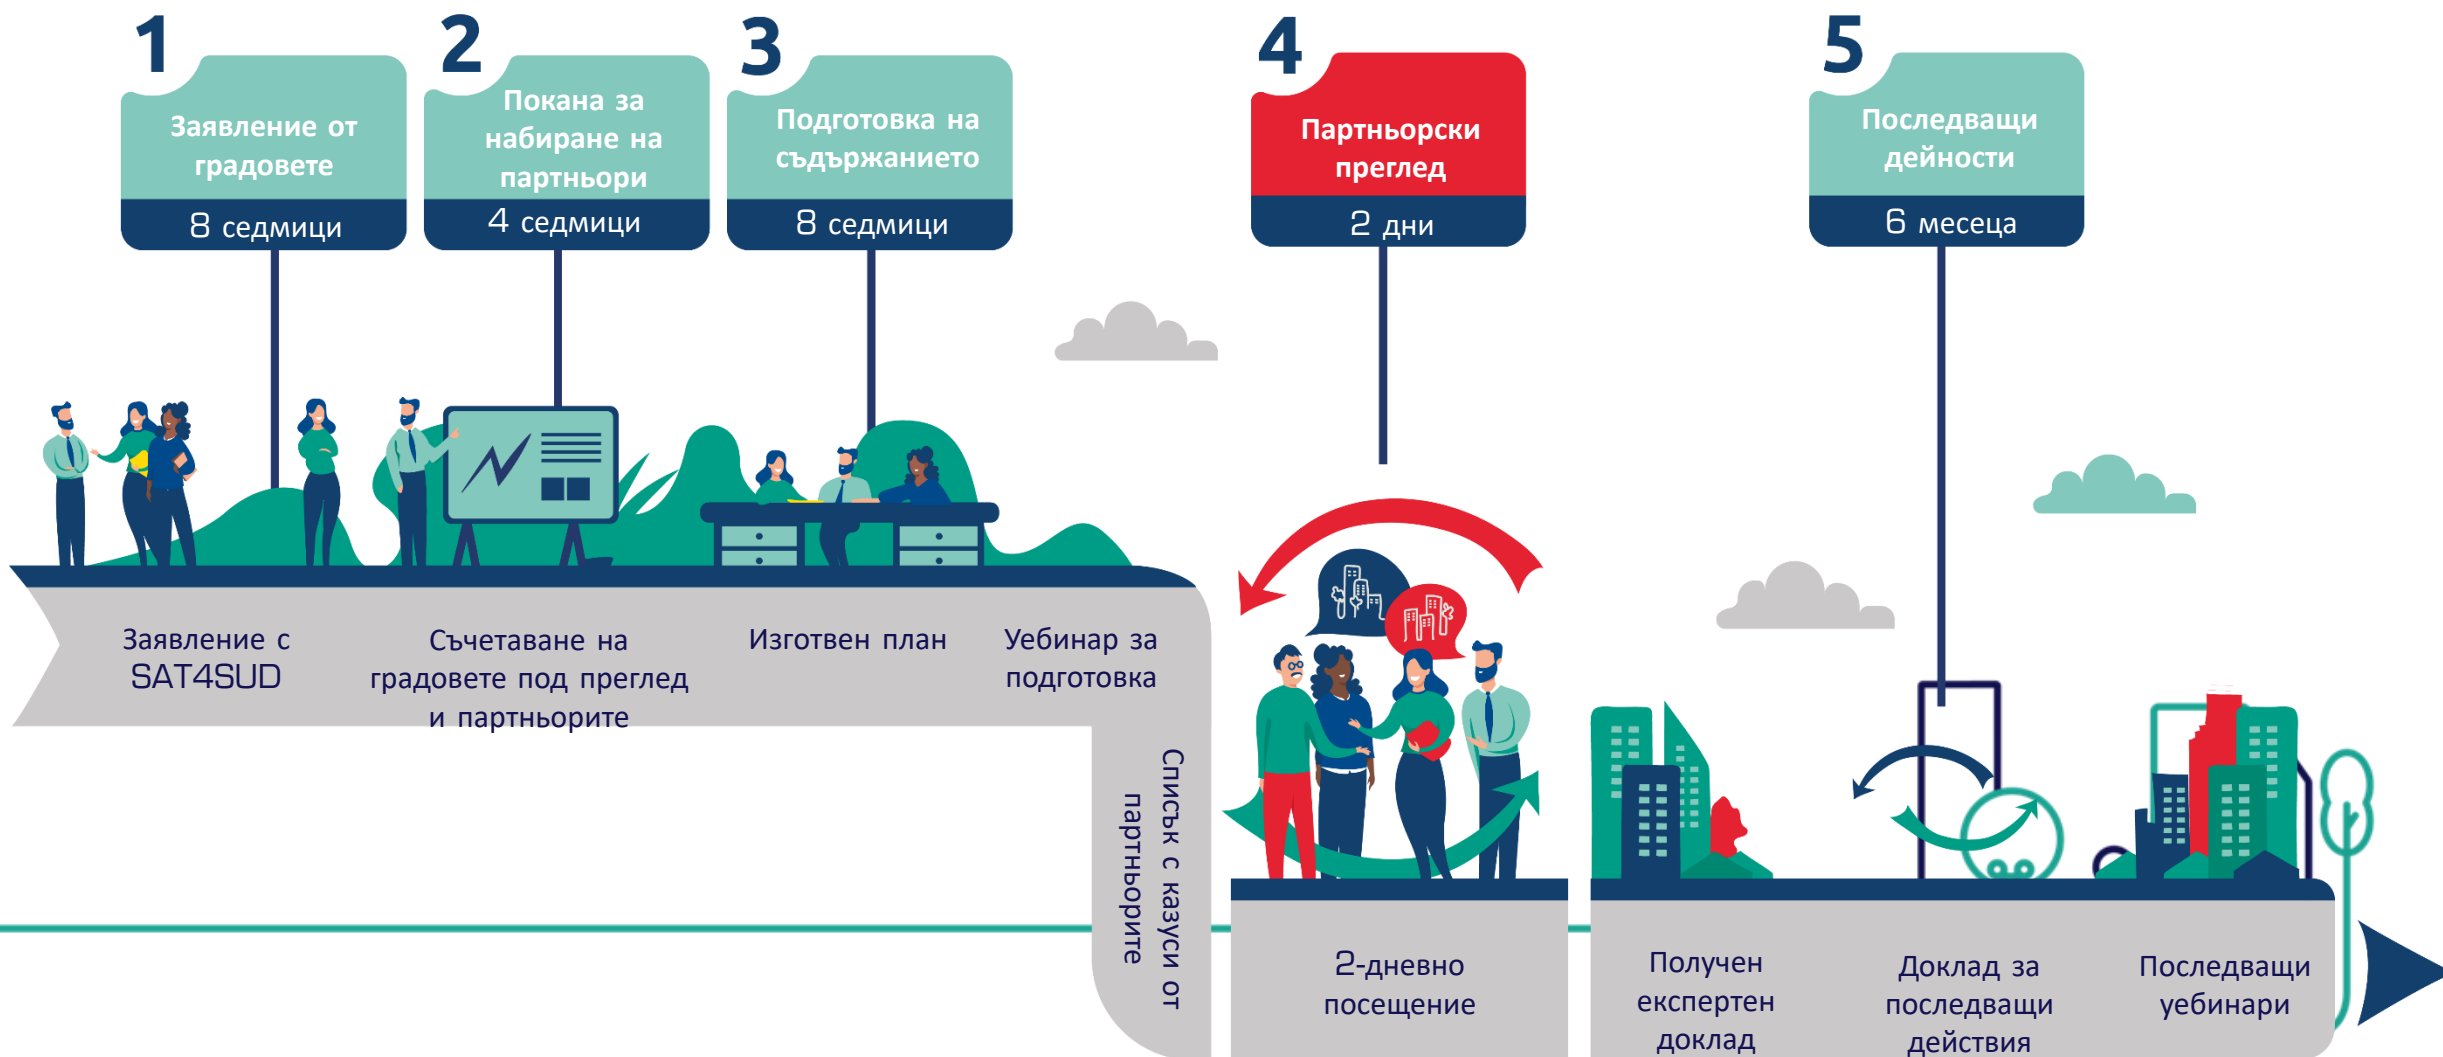 1
Заявление от
градовете
8 седмици
2
Покана за
набиране на
партньори
4 седмици
3
Подготовка на
съдържанието
8 седмици
4
Партньорски
преглед
2 дни
5
Последващи
дейности
6 месеца
Заявление с
SAT4SUD
Съчетаване на
градовете под преглед
и партньорите
Изготвен план
Уебинар за
подготовка
Списък с казуси от
партньорите
2-дневно
посещение
Получен
експертен
доклад
Доклад за
последващи
действия
Последващи
уебинари